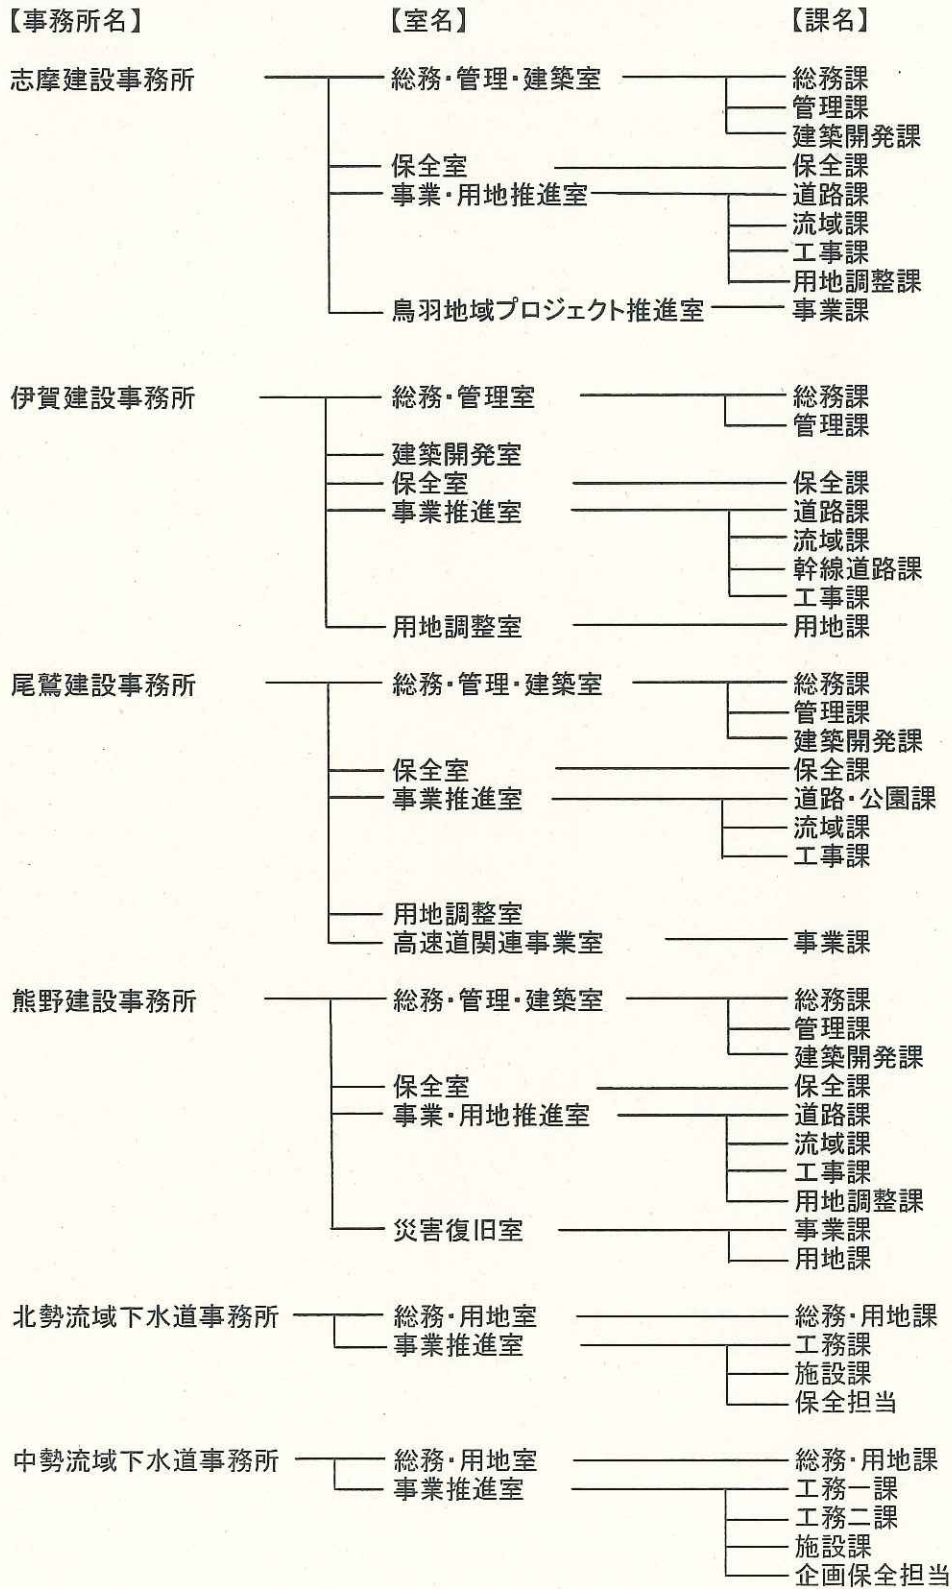 【事務所名】 【室名】 【課名】
志摩建設事務所 総務・管理・建築室 総務課
管理課
建築開発課
保全室 保全課
事業・用地推進室 道路課
流域課
工事課
用地調整課
鳥羽地域プロジェクト推進室 事業課
伊賀建設事務所 総務・管理室 総務課
管理課
建築開発室
保全室 保全課
事業推進室 道路課
流域課
幹線道路課
工事課
用地調整室 用地課
尾鷲建設事務所 総務・管理・建築室 総務課
管理課
建築開発課
保全室 保全課
事業推進室 道路・公園課
流域課
工事課
用地調整室
高速道関連事業室 事業課
熊野建設事務所 総務・管理・建築室 総務課
管理課
建築開発課
保全室 保全課
事業・用地推進室 道路課
流域課
工事課
用地調整課
災害復旧室 事業課
用地課
北勢流域下水道事務所 総務・用地室 総務・用地課
事業推進室 工務課
施設課
保全担当
中勢流域下水道事務所 総務・用地室 総務・用地課
事業推進室 工務一課
工務二課
施設課
企画保全担当